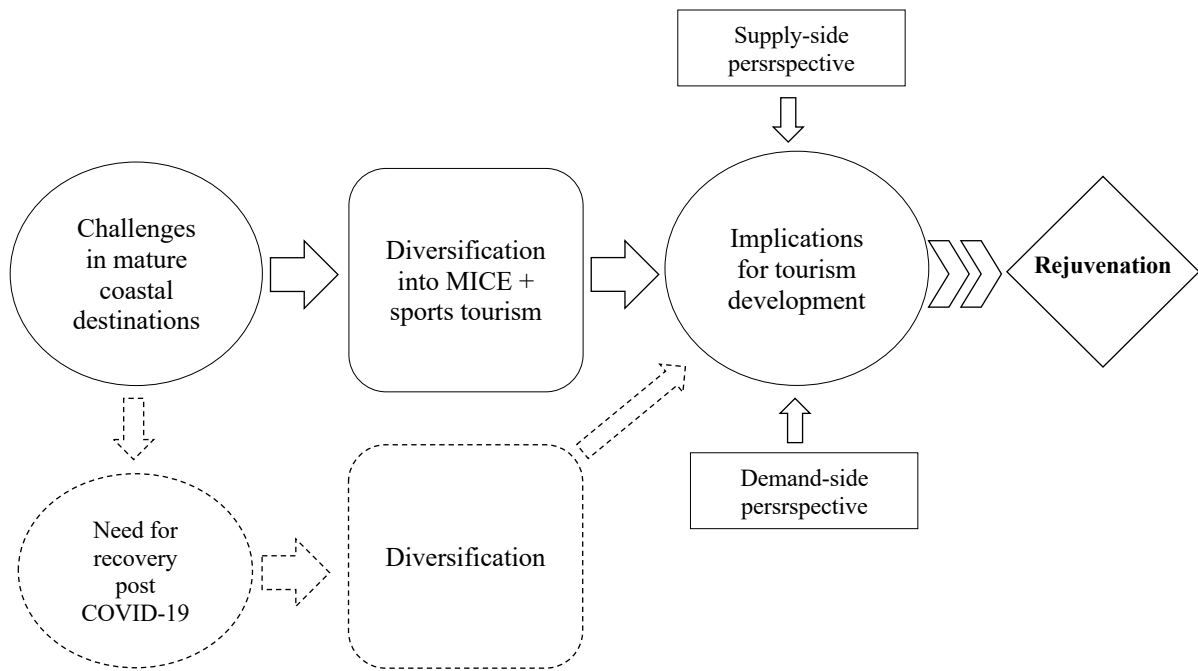 Supply-side
persrspective
Challenges
in mature
coastal
destinations
Diversification
into MICE +
sports tourism
Implications
for tourism
development
Rejuvenation
Need for
recovery
post
COVID-19
Diversification
Demand-side
persrspective